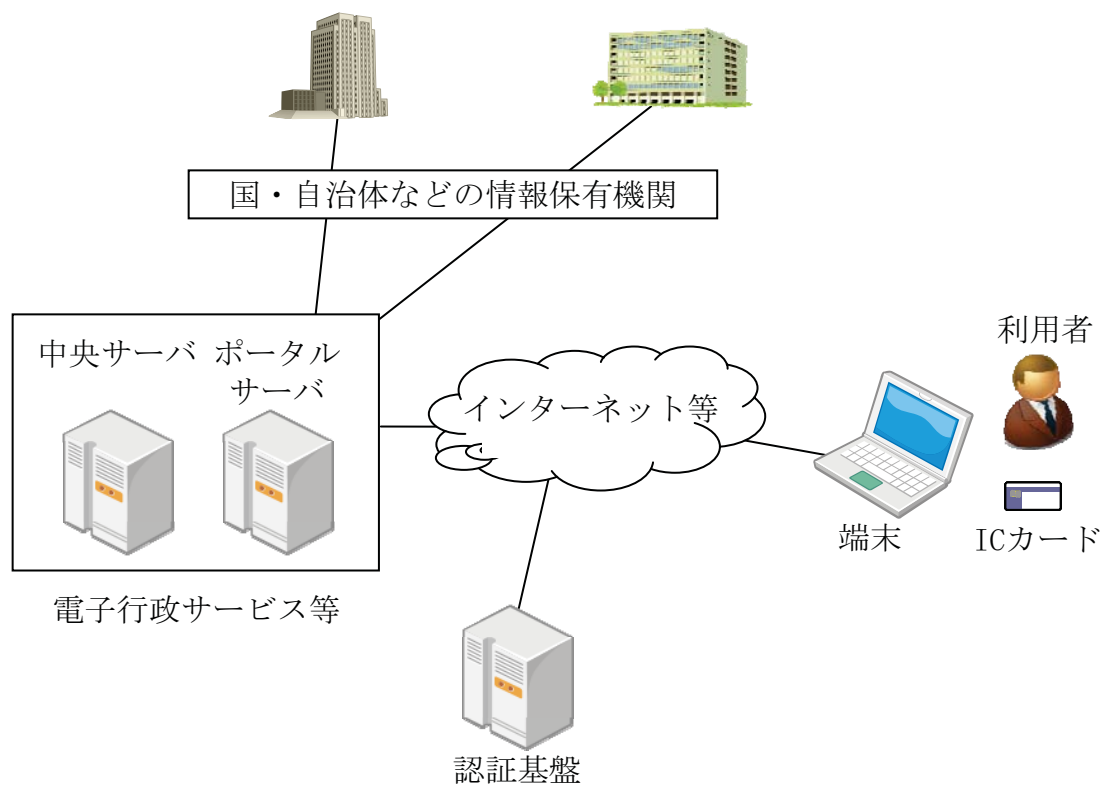 国・自治体などの情報保有機関
中央サーバ
ポータル
サーバ
インターネット等
利用者
端末
ICカード
電子行政サービス等
認証基盤